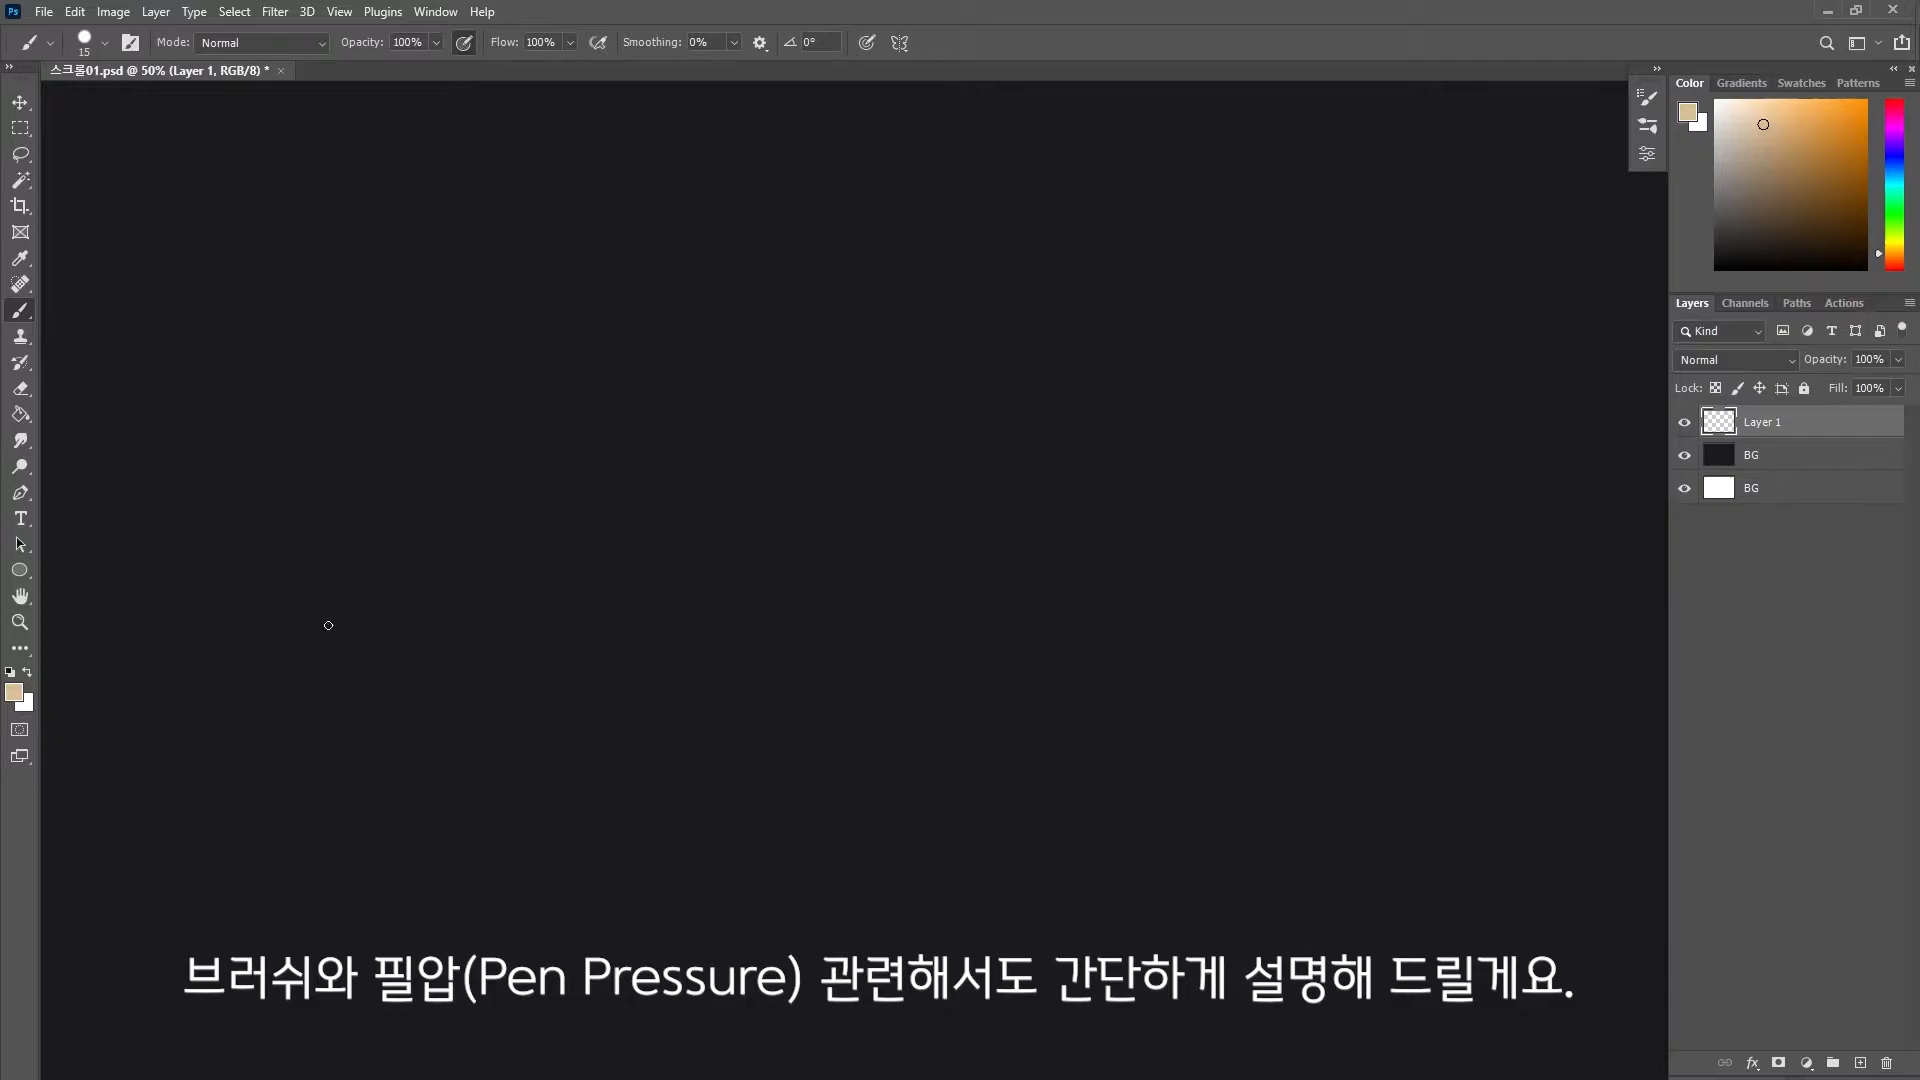 Ps File Edit Image Layer Type Select Filter 3D View Plugins Window Help
15 Mode: Normal Opacity: 100% Flow: 100% Smoothing: 0% 0°
스크롤01.psd @ 50% (Layer 1, RGB/8) *
Color Gradients Swatches Patterns
Layers Channels Paths Actions
Kind
Normal Opacity: 100%
Lock: Fill: 100%
Layer 1
BG
BG
브러쉬와 필압(Pen Pressure) 관련해서도 간단하게 설명해 드릴게요.